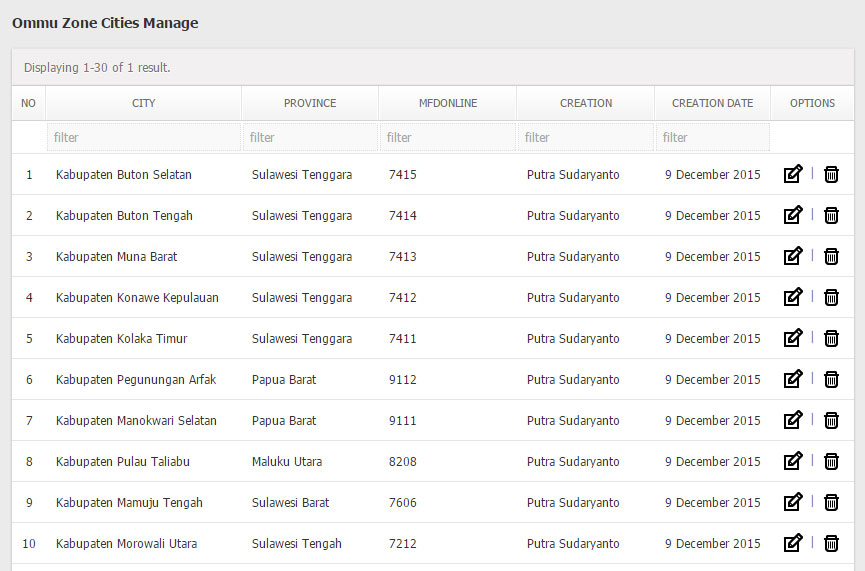 Ommu Zone Cities Manage
Displaying 1-30 of 1 result.
NO CITY PROVINCE MFDONLINE CREATION CREATION DATE OPTIONS
filter filter filter filter filter
1 Kabupaten Buton Selatan Sulawesi Tenggara 7415 Putra Sudaryanto 9 December 2015 |
2 Kabupaten Buton Tengah Sulawesi Tenggara 7414 Putra Sudaryanto 9 December 2015 |
3 Kabupaten Muna Barat Sulawesi Tenggara 7413 Putra Sudaryanto 9 December 2015 |
4 Kabupaten Konawe Kepulauan Sulawesi Tenggara 7412 Putra Sudaryanto 9 December 2015 |
5 Kabupaten Kolaka Timur Sulawesi Tenggara 7411 Putra Sudaryanto 9 December 2015 |
6 Kabupaten Pegunungan Arfak Papua Barat 9112 Putra Sudaryanto 9 December 2015 |
7 Kabupaten Manokwari Selatan Papua Barat 9111 Putra Sudaryanto 9 December 2015 |
8 Kabupaten Pulau Taliabu Maluku Utara 8208 Putra Sudaryanto 9 December 2015 |
9 Kabupaten Mamuju Tengah Sulawesi Barat 7606 Putra Sudaryanto 9 December 2015 |
10 Kabupaten Morowali Utara Sulawesi Tengah 7212 Putra Sudaryanto 9 December 2015 |